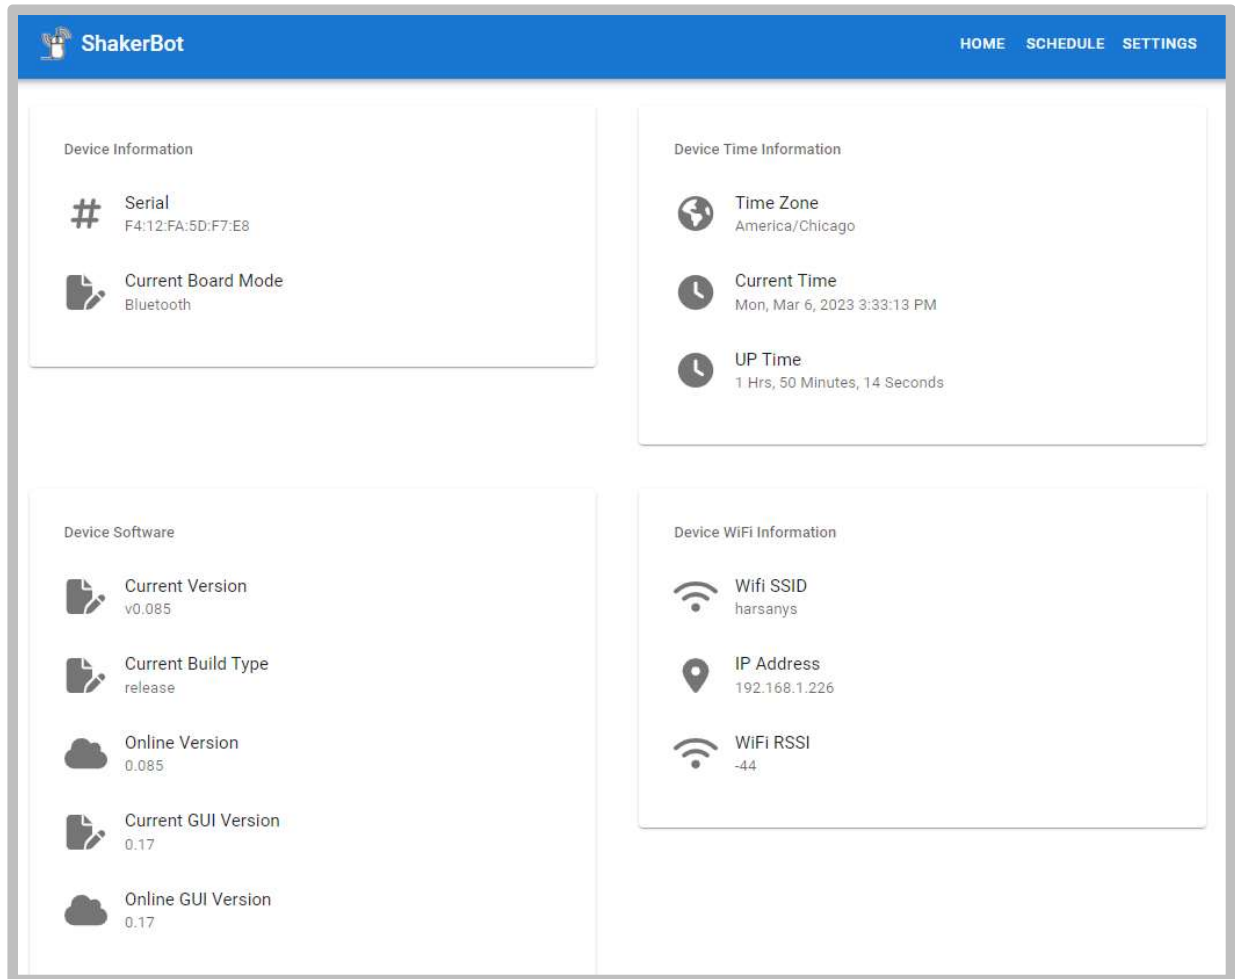 ShakerBot
HOME SCHEDULE SETTINGS
Device Information
Serial
F4:12:FA:5D:F7:E8
Current Board Mode
Bluetooth
Device Time Information
Time Zone
America/Chicago
Current Time
Mon, Mar 6, 2023 3:33:13 PM
UP Time
1 Hrs, 50 Minutes, 14 Seconds
Device Software
Current Version
v0.085
Current Build Type
release
Online Version
0.085
Current GUI Version
0.17
Online GUI Version
0.17
Device WiFi Information
Wifi SSID
harsanys
IP Address
192.168.1.226
WiFi RSSI
-44